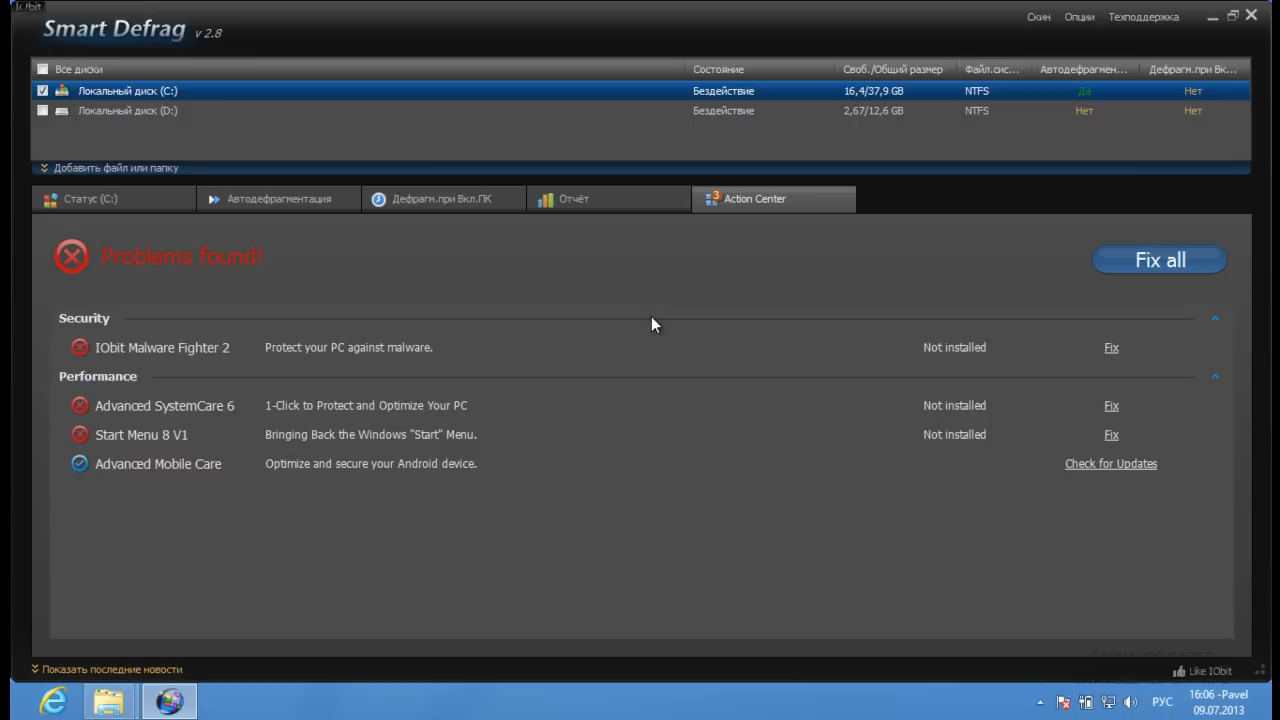 IObit
Smart Defrag v 2.8
Скин Опции Техподдержка
Все диски Состояние Своб./Общий размер Файл.сис... Автодефрагмен... Дефрагм.при Вк...
Локальный диск (C:) Бездействие 16,4/37,9 GB NTFS Да Нет
Локальный диск (D:) Бездействие 2,67/12,6 GB NTFS Нет Нет
Добавить файл или папку
Статус (C:) Автодефрагментация Дефрагм.при Вкл.ПК Отчёт 3 Action Center
Problems found! Fix all
Security
IObit Malware Fighter 2 Protect your PC against malware. Not installed Fix
Performance
Advanced SystemCare 6 1-Click to Protect and Optimize Your PC Not installed Fix
Start Menu 8 V1 Bringing Back the Windows "Start" Menu. Not installed Fix
Advanced Mobile Care Optimize and secure your Android device. Check for Updates
Показать последние новости Like IObit
РУС 16:06 -Pavel
09.07.2013